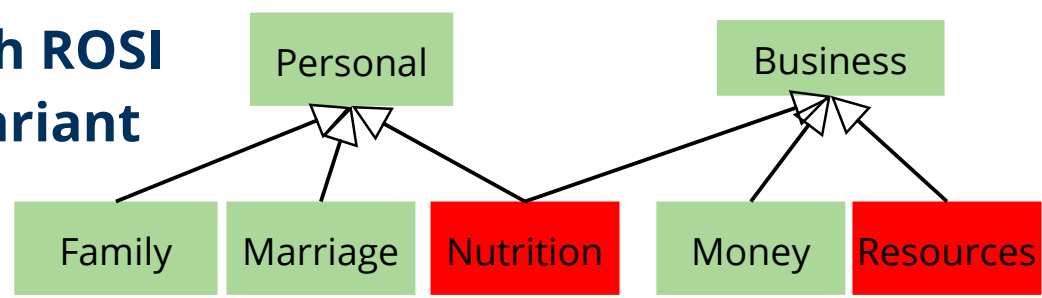 h ROSI
ariant
Personal
Business
Family
Marriage
Nutrition
Money
Resources